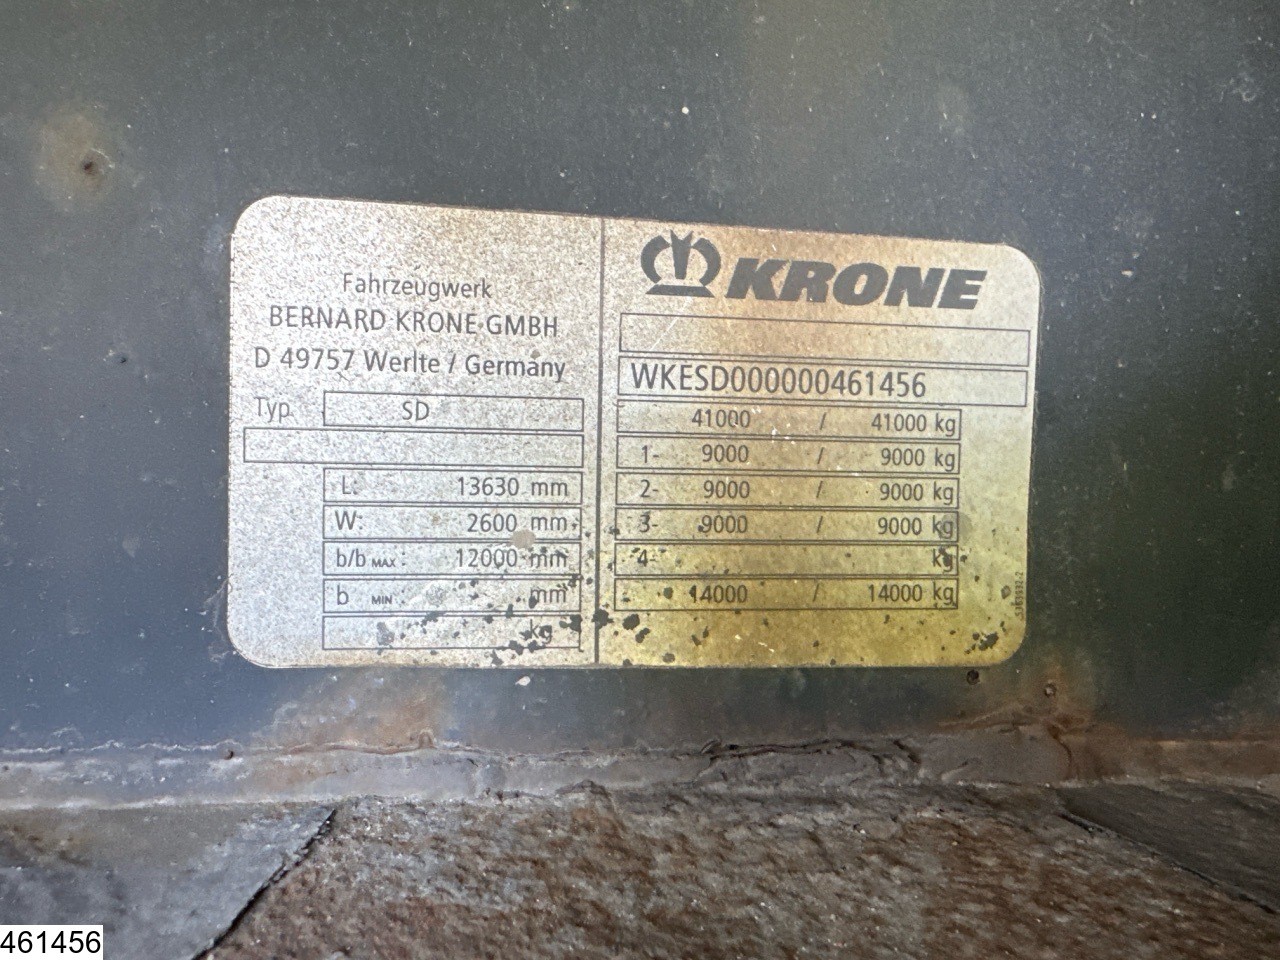 Fahrzeugwerk
BERNARD KRONE GMBH
D 49757 Werlte / Germany
Typ SD
L: 13630 mm
W: 2600 mm
b/b MAX : 12000 mm
b MIN : mm
kg
KRONE
WKESD000000461456
41000 / 41000 kg
1- 9000 / 9000 kg
2- 9000 / 9000 kg
3- 9000 / 9000 kg
4- kg
- 14000 / 14000 kg
461456